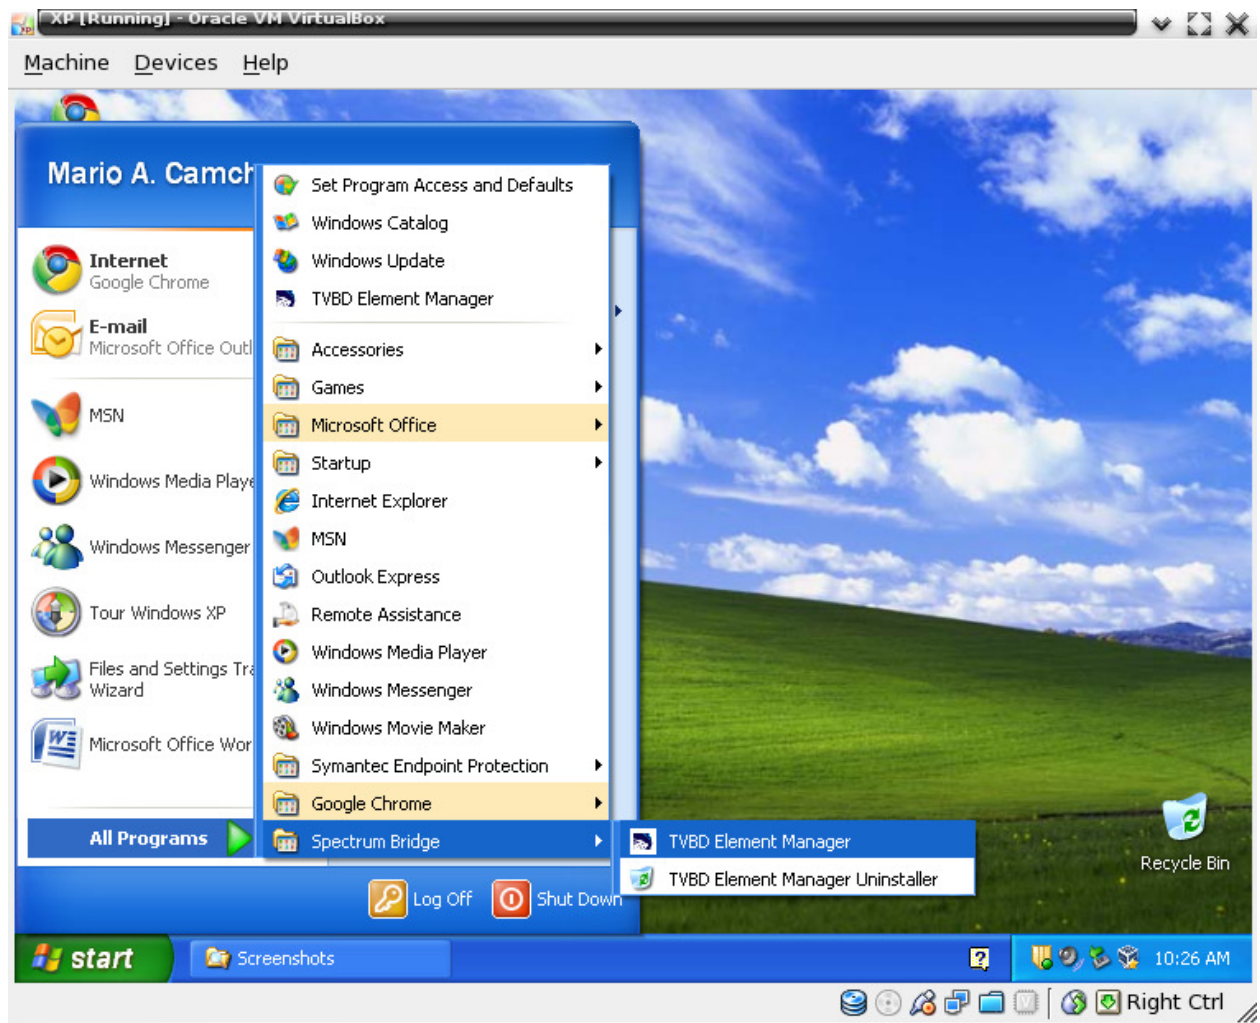 XP [Running] - Oracle VM VirtualBox
Machine Devices Help
Mario A. Camch
Internet
Google Chrome
E-mail
Microsoft Office Outl
MSN
Windows Media Playe
Windows Messenger
Tour Windows XP
Files and Settings Tra
Wizard
Microsoft Office Wor
All Programs
Set Program Access and Defaults
Windows Catalog
Windows Update
TVBD Element Manager
Accessories
Games
Microsoft Office
Startup
Internet Explorer
MSN
Outlook Express
Remote Assistance
Windows Media Player
Windows Messenger
Windows Movie Maker
Symantec Endpoint Protection
Google Chrome
Spectrum Bridge
TVBD Element Manager
TVBD Element Manager Uninstaller
Recycle Bin
Log Off Shut Down
start Screenshots 10:26 AM
Right Ctrl